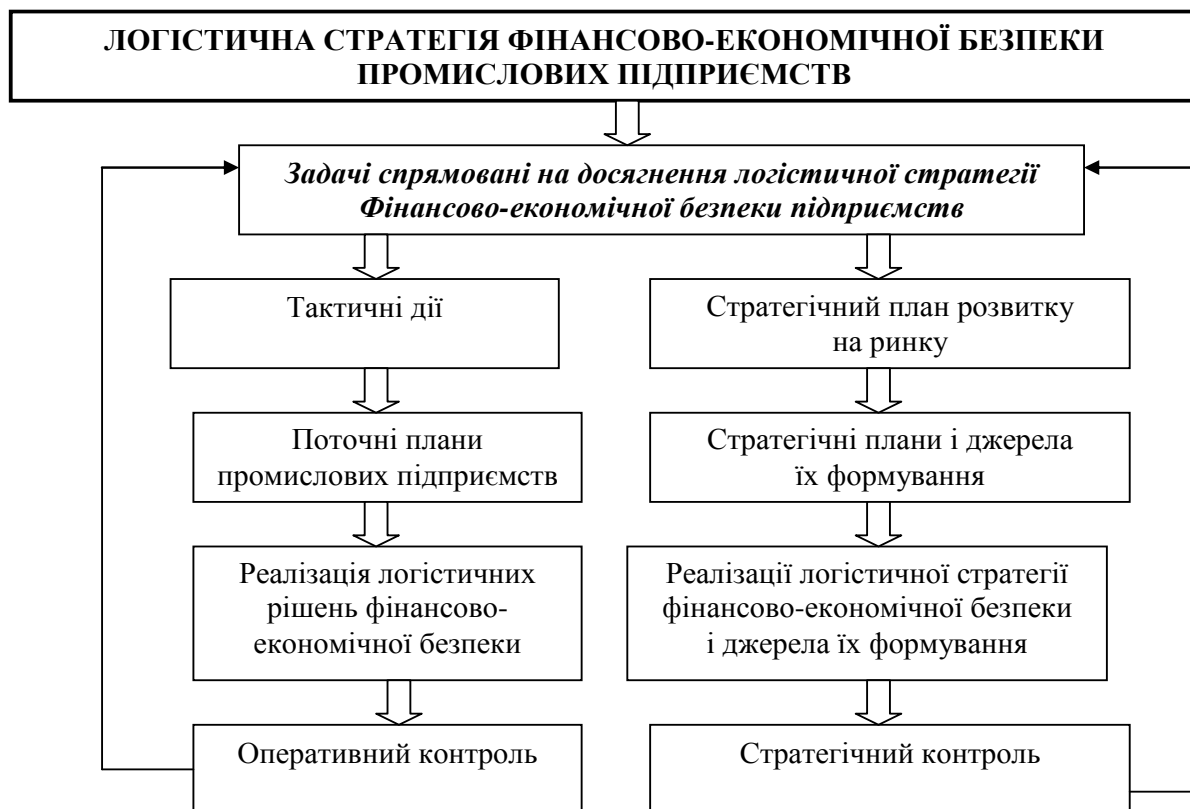 ЛОГІСТИЧНА СТРАТЕГІЯ ФІНАНСОВО-ЕКОНОМІЧНОЇ БЕЗПЕКИ
ПРОМИСЛОВИХ ПІДПРИЄМСТВ
Задачі спрямовані на досягнення логістичної стратегії
Фінансово-економічної безпеки підприємств
Тактичні дії
Стратегічний план розвитку
на ринку
Поточні плани
промислових підприємств
Стратегічні плани і джерела
їх формування
Реалізація логістичних
рішень фінансово-
економічної безпеки
Реалізації логістичної стратегії
фінансово-економічної безпеки
і джерела їх формування
Оперативний контроль
Стратегічний контроль